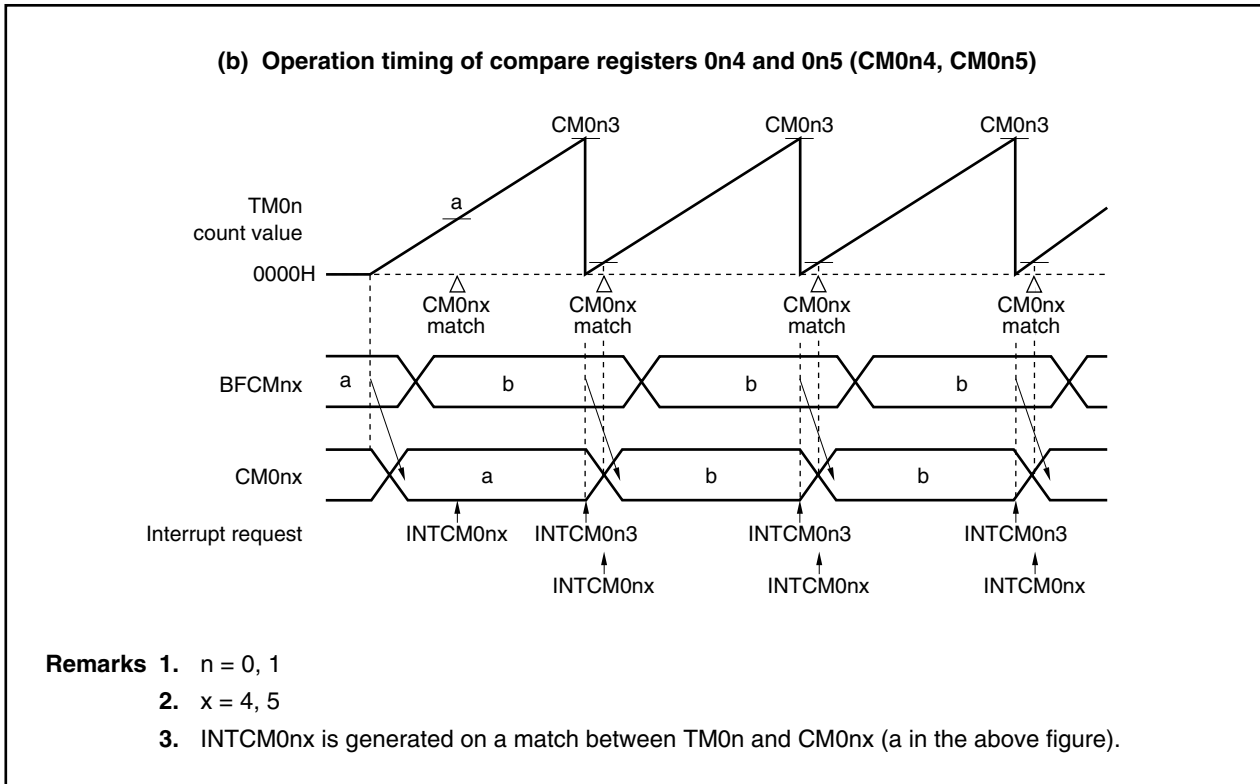 (b) Operation timing of compare registers 0n4 and 0n5 (CM0n4, CM0n5)
CM0n3 CM0n3 CM0n3
TM0n
count value
a
0000H
CM0nx
match
CM0nx
match
CM0nx
match
CM0nx
match
BFCMnx a b b b
CM0nx a b b
Interrupt request INTCM0nx INTCM0n3 INTCM0n3 INTCM0n3
INTCM0nx INTCM0nx INTCM0nx
Remarks 1. n = 0, 1
2. x = 4, 5
3. INTCM0nx is generated on a match between TM0n and CM0nx (a in the above figure).